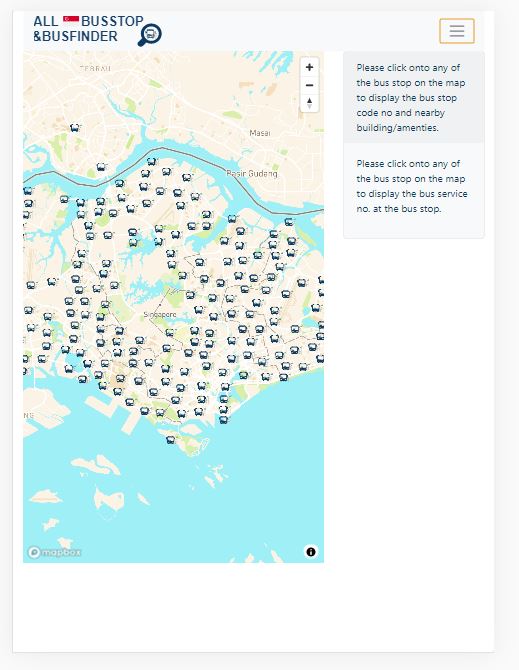 ALL BUSSTOP
&BUSFINDER
TEBRAU
Masai
Pasir Gudang
Singapore
NG
mapbox
Please click onto any of
the bus stop on the map
to display the bus stop
code no and nearby
building/amenties.
Please click onto any of
the bus stop on the map
to display the bus service
no. at the bus stop.